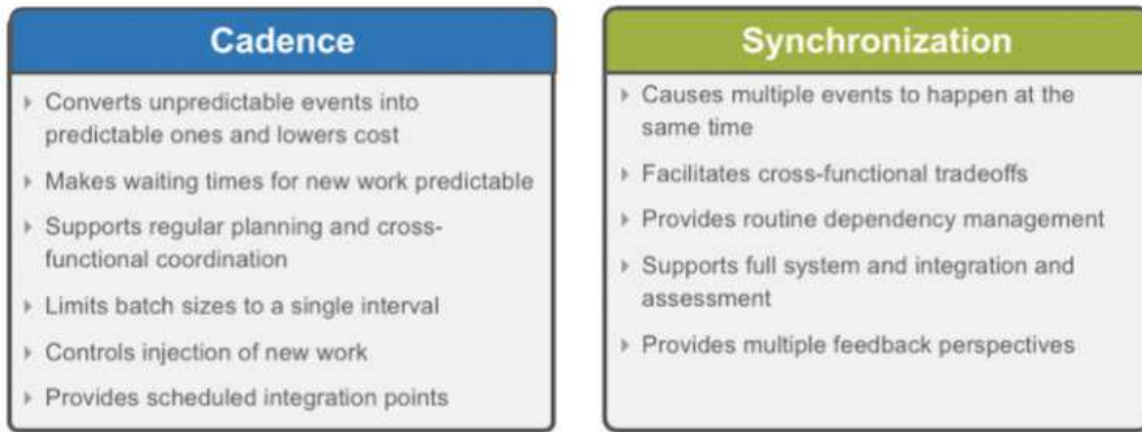 Cadence
Converts unpredictable events into
predictable ones and lowers cost
Makes waiting times for new work predictable
Supports regular planning and cross-
functional coordination
Limits batch sizes to a single interval
Controls injection of new work
Provides scheduled integration points
Synchronization
Causes multiple events to happen at the
same time
Facilitates cross-functional tradeoffs
Provides routine dependency management
Supports full system and integration and
assessment
Provides multiple feedback perspectives